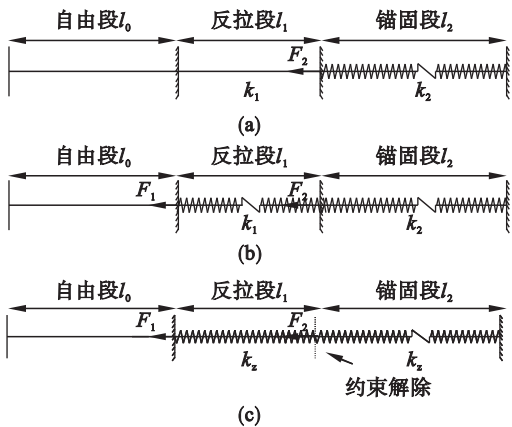 自由段l₀ 反拉段l₁ 锚固段l₂
F₂
k₁ k₂
(a)
自由段l₀ 反拉段l₁ 锚固段l₂
F₁ F₂
k₁ k₂
(b)
自由段l₀ 反拉段l₁ 锚固段l₂
F₁ F₂
k_z k_z
约束解除
(c)